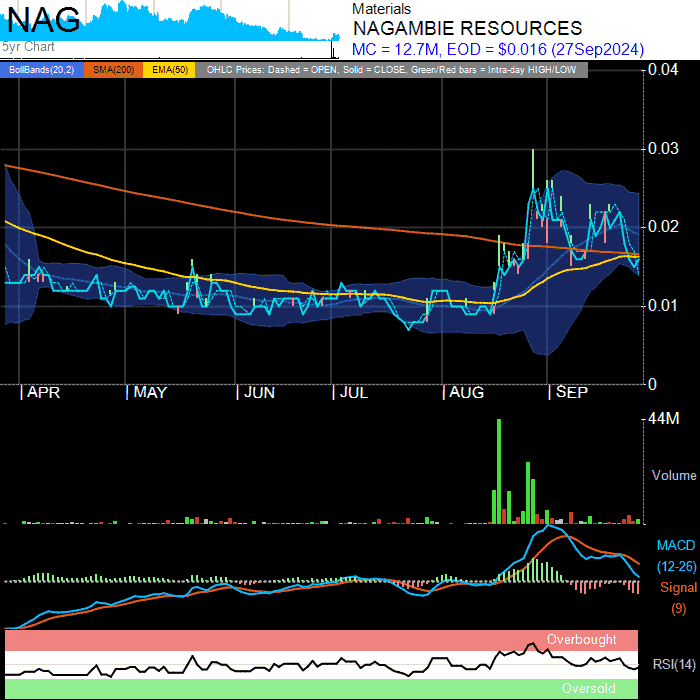 NAG
5yr Chart
Materials
NAGAMBIE RESOURCES
MC = 12.7M, EOD = $0.016 (27Sep2024)
BollBands(20,2) SMA(200) EMA(50) OHLC Prices: Dashed = OPEN, Solid = CLOSE, Green/Red bars = Intra-day HIGH/LOW
0.04
0.03
0.02
0.01
0
APR MAY JUN JUL AUG SEP
44M
Volume
MACD
(12-26)
Signal
(9)
Overbought
RSI(14)
Oversold